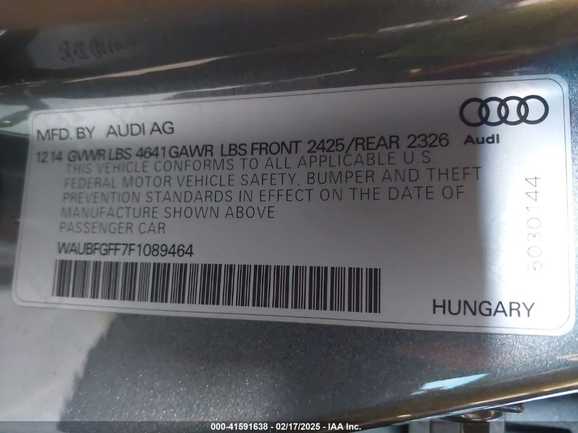 MFD. BY AUDI AG
Audi
12 14 GVWR LBS 4641 GAWR LBS FRONT 2425/REAR 2326
THIS VEHICLE CONFORMS TO ALL APPLICABLE U.S.
FEDERAL MOTOR VEHICLE SAFETY, BUMPER AND THEFT
PREVENTION STANDARDS IN EFFECT ON THE DATE OF
MANUFACTURE SHOWN ABOVE
PASSENGER CAR
WAUBFGFF7F1089464
HUNGARY
000-41591638 – 02/17/2025 – IAA Inc.